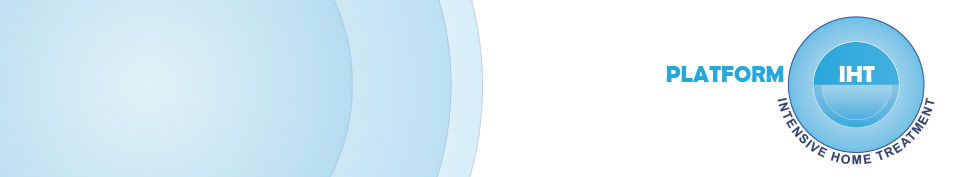 PLATFORM
IHT
INTENSIVE HOME TREATMENT